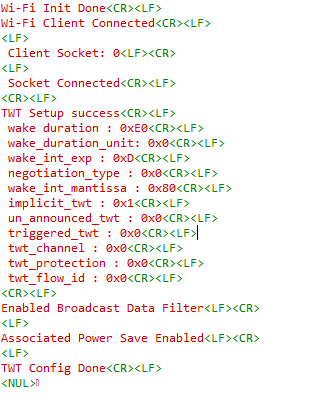 Wi-Fi Init Done<CR><LF>
Wi-Fi Client Connected<CR><LF>
<LF>
Client Socket: 0<LF><CR>
<LF>
Socket Connected<CR><LF>
<CR><LF>
TWT Setup success<CR><LF>
wake duration : 0xE0<CR><LF>
wake_duration_unit: 0x0<CR><LF>
wake_int_exp : 0xD<CR><LF>
negotiation_type : 0x0<CR><LF>
wake_int_mantissa : 0x80<CR><LF>
implicit_twt : 0x1<CR><LF>
un_announced_twt : 0x0<CR><LF>
triggered_twt : 0x0<CR><LF>
twt_channel : 0x0<CR><LF>
twt_protection : 0x0<CR><LF>
twt_flow_id : 0x0<CR><LF>
<CR><LF>
Enabled Broadcast Data Filter<LF><CR>
<LF>
Associated Power Save Enabled<LF><CR>
<LF>
TWT Config Done<CR><LF>
<NUL>